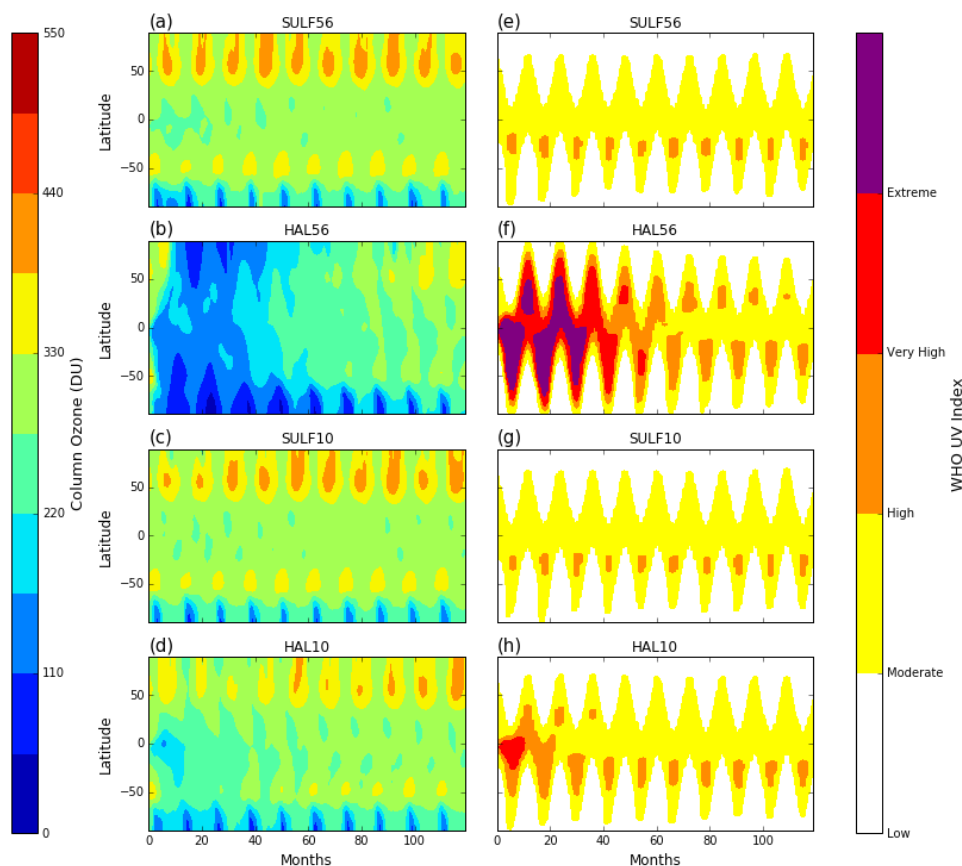 (a) SULF56
(e) SULF56
550
440
330
220
110
0
Column Ozone (DU)
Latitude
50
0
−50
(b) HAL56
(f) HAL56
Latitude
50
0
−50
(c) SULF10
(g) SULF10
Latitude
50
0
−50
(d) HAL10
(h) HAL10
Latitude
50
0
−50
0 20 40 60 80 100
Months
0 20 40 60 80 100
Months
Extreme
Very High
High
Moderate
Low
WHO UV Index